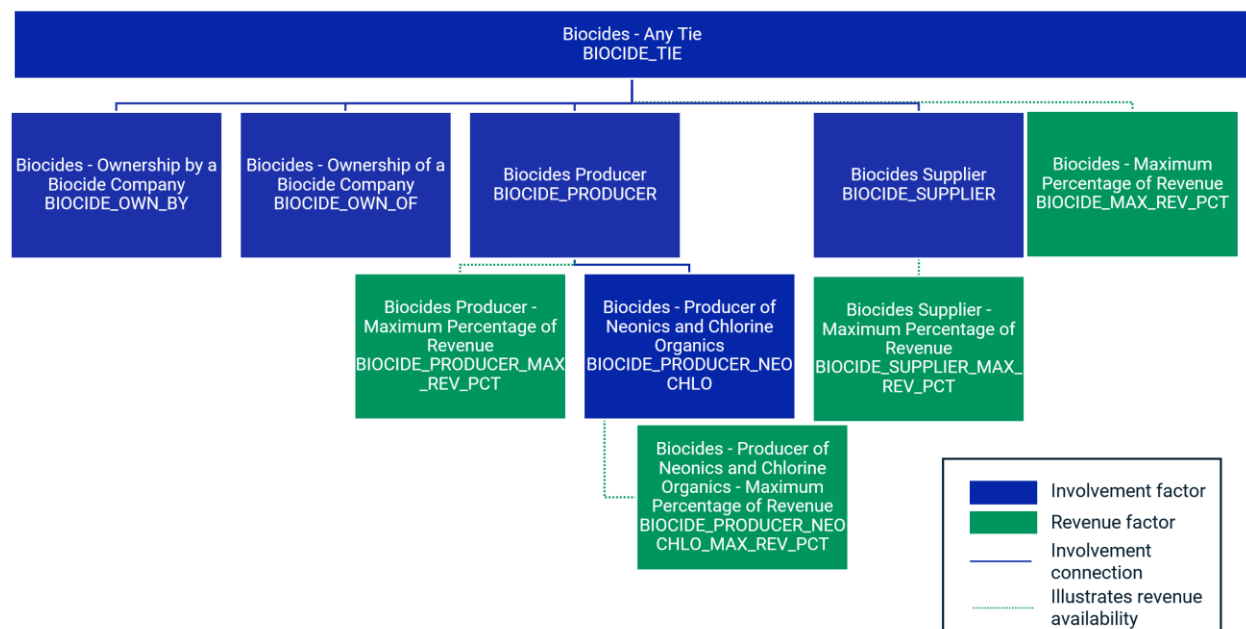 Biocides - Any Tie
BIOCIDE_TIE
Biocides - Ownership by a
Biocide Company
BIOCIDE_OWN_BY
Biocides - Ownership of a
Biocide Company
BIOCIDE_OWN_OF
Biocides Producer
BIOCIDE_PRODUCER
Biocides Supplier
BIOCIDE_SUPPLIER
Biocides - Maximum
Percentage of Revenue
BIOCIDE_MAX_REV_PCT
Biocides Producer -
Maximum Percentage of
Revenue
BIOCIDE_PRODUCER_MAX
_REV_PCT
Biocides - Producer of
Neonics and Chlorine
Organics
BIOCIDE_PRODUCER_NEO
CHLO
Biocides Supplier -
Maximum Percentage of
Revenue
BIOCIDE_SUPPLIER_MAX_
REV_PCT
Biocides - Producer of
Neonics and Chlorine
Organics - Maximum
Percentage of Revenue
BIOCIDE_PRODUCER_NEO
CHLO_MAX_REV_PCT
Involvement factor
Revenue factor
Involvement
connection
Illustrates revenue
availability